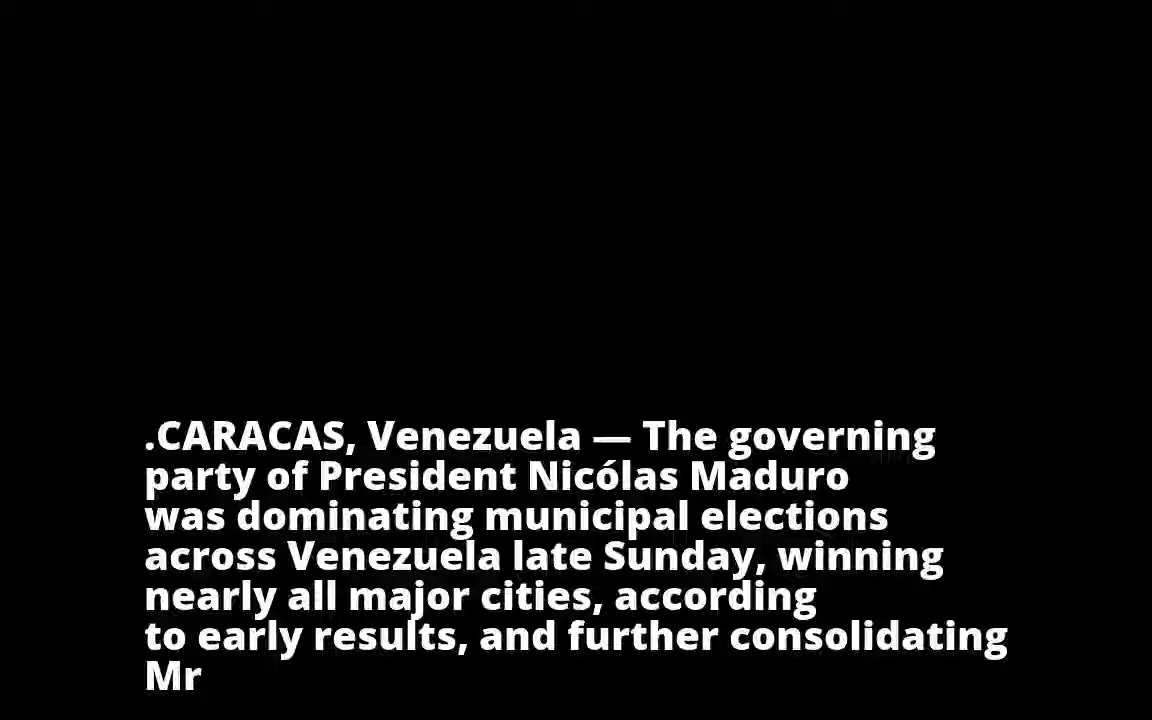 .CARACAS, Venezuela — The governing
party of President Nicólas Maduro
was dominating municipal elections
across Venezuela late Sunday, winning
nearly all major cities, according
to early results, and further consolidating
Mr